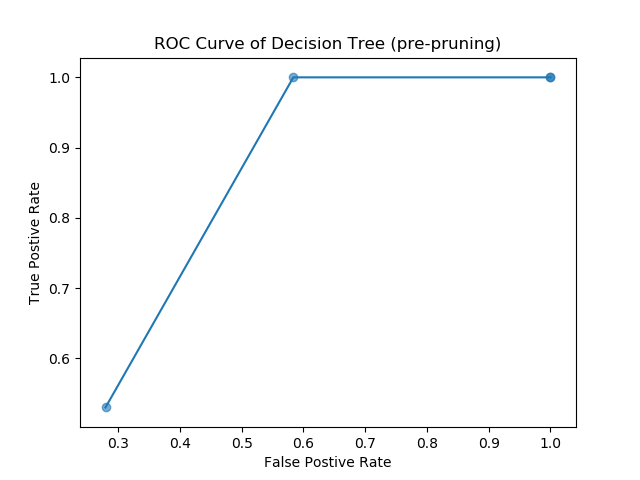 ROC Curve of Decision Tree (pre-pruning)
1.0
0.9
0.8
0.7
0.6
True Postive Rate
0.3 0.4 0.5 0.6 0.7 0.8 0.9 1.0
False Postive Rate